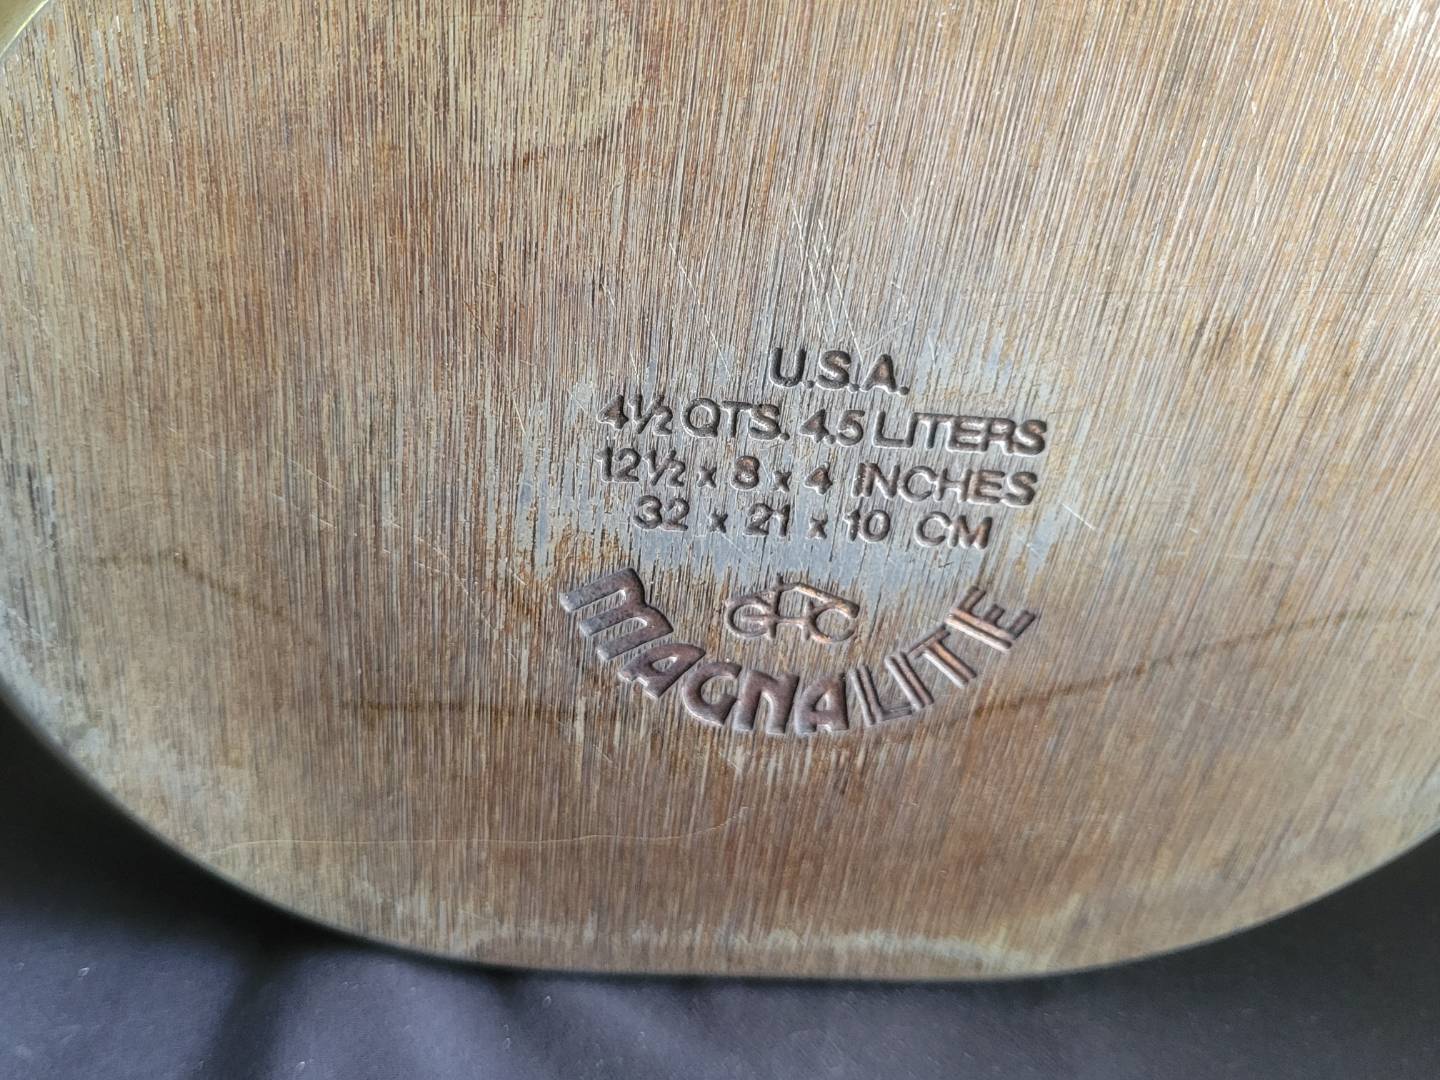 U.S.A.
4½ QTS. 4.5 LITERS
12½ x 8 x 4 INCHES
32 x 21 x 10 CM
GHC
MAGNALITE